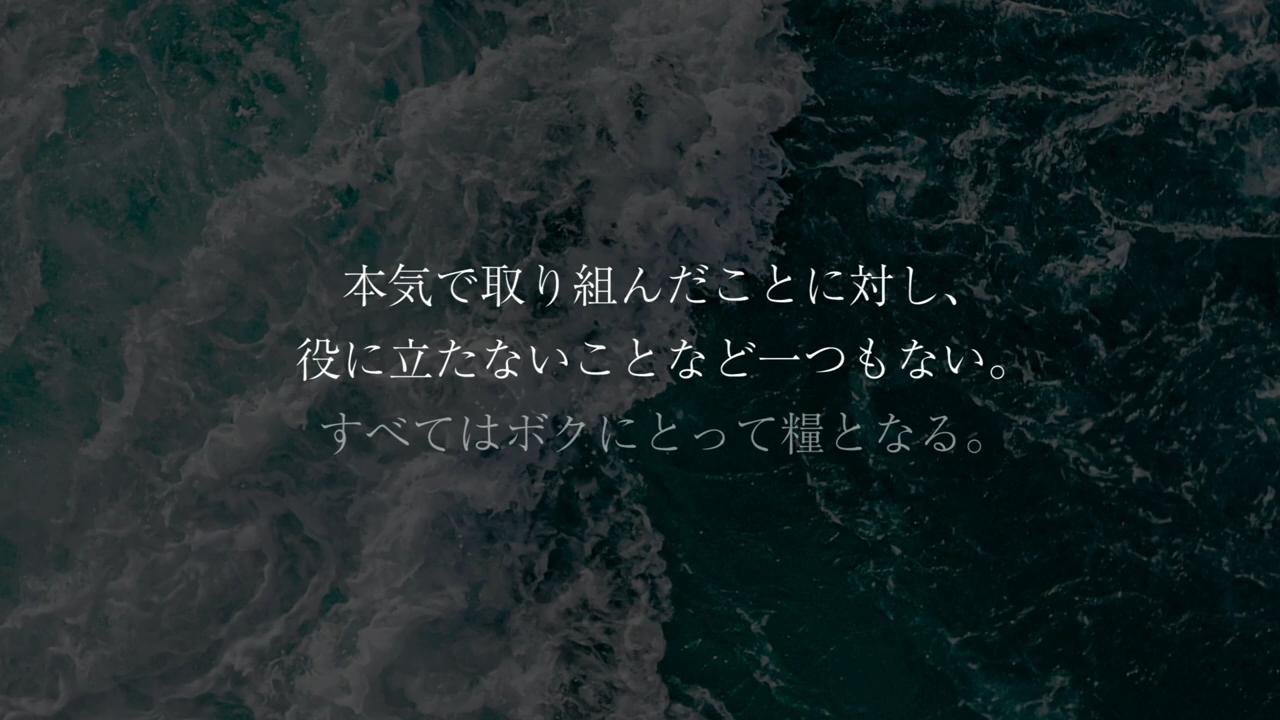 本気で取り組んだことに対し、
役に立たないことなど一つもない。
すべてはボクにとって糧となる。